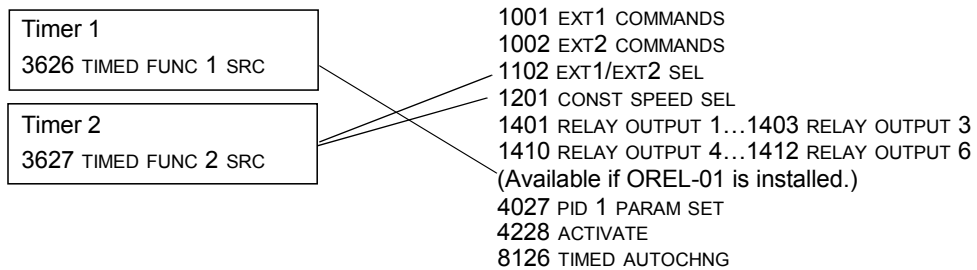 Timer 1
3626 TIMED FUNC 1 SRC
Timer 2
3627 TIMED FUNC 2 SRC
1001 EXT1 COMMANDS
1002 EXT2 COMMANDS
1102 EXT1/EXT2 SEL
1201 CONST SPEED SEL
1401 RELAY OUTPUT 1…1403 RELAY OUTPUT 3
1410 RELAY OUTPUT 4…1412 RELAY OUTPUT 6
(Available if OREL-01 is installed.)
4027 PID 1 PARAM SET
4228 ACTIVATE
8126 TIMED AUTOCHNG